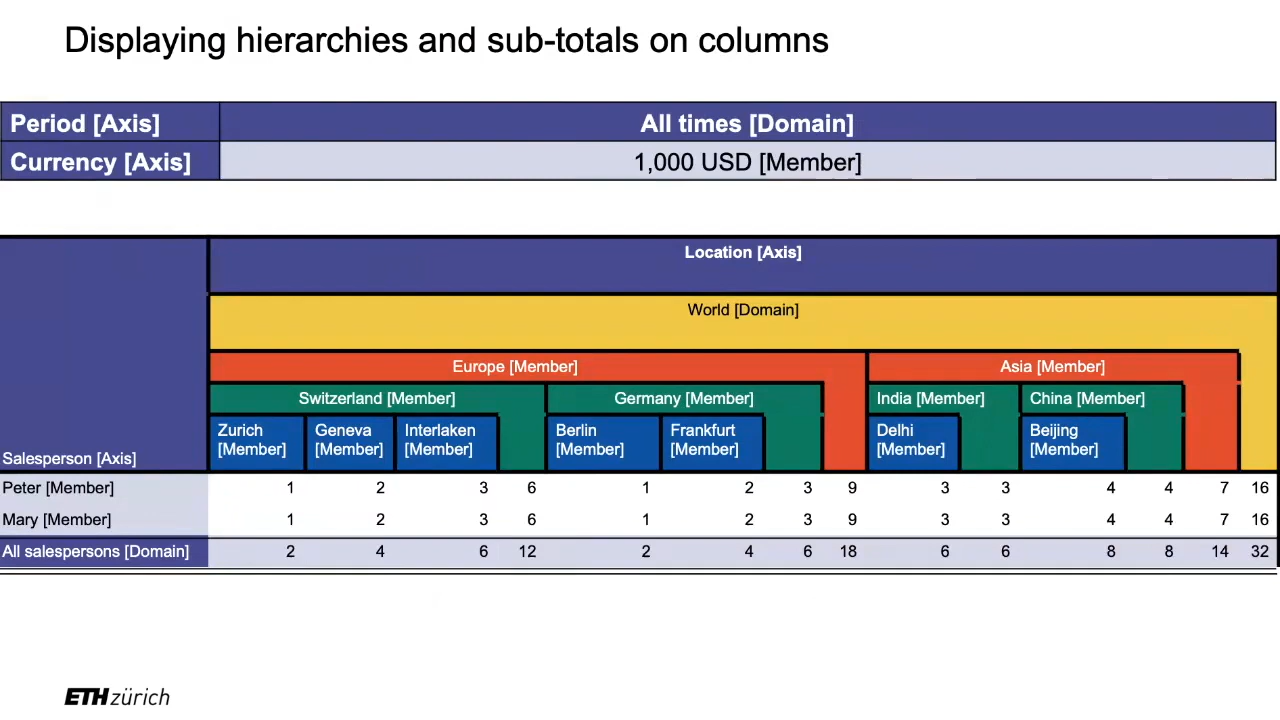 Displaying hierarchies and sub-totals on columns
Period [Axis] All times [Domain]
Currency [Axis] 1,000 USD [Member]
Location [Axis]
World [Domain]
Europe [Member] Asia [Member]
Switzerland [Member] Germany [Member] India [Member] China [Member]
Zurich Geneva Interlaken Berlin Frankfurt Delhi Beijing
[Member] [Member] [Member] [Member] [Member] [Member] [Member]
Salesperson [Axis]
Peter [Member] 1 2 3 6 1 2 3 9 3 3 4 4 7 16
Mary [Member] 1 2 3 6 1 2 3 9 3 3 4 4 7 16
All salespersons [Domain] 2 4 6 12 2 4 6 18 6 6 8 8 14 32
ETH zürich